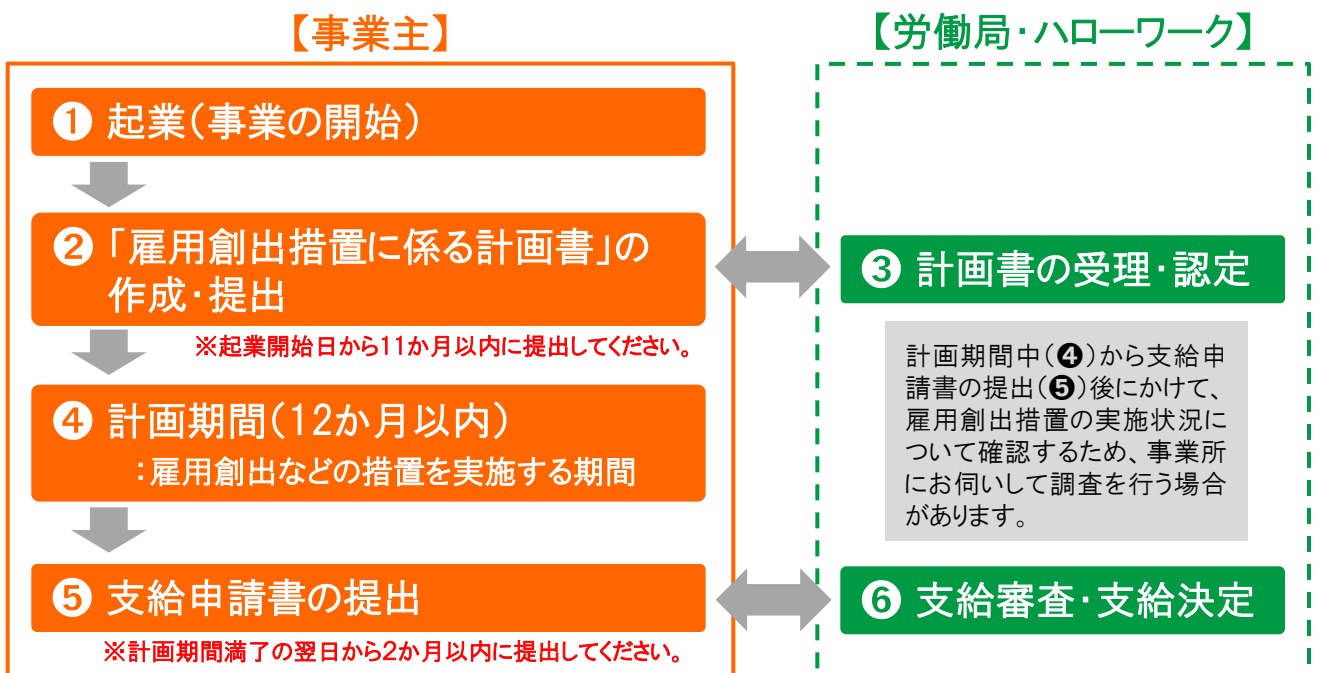 【事業主】
【労働局・ハローワーク】
❶ 起業(事業の開始)
❷ 「雇用創出措置に係る計画書」の
作成・提出
※起業開始日から11か月以内に提出してください。
❸ 計画書の受理・認定
計画期間中(❹)から支給申
請書の提出(❺)後にかけて、
雇用創出措置の実施状況に
ついて確認するため、事業所
にお伺いして調査を行う場合
があります。
❹ 計画期間(12か月以内)
:雇用創出などの措置を実施する期間
❺ 支給申請書の提出
※計画期間満了の翌日から2か月以内に提出してください。
❻ 支給審査・支給決定